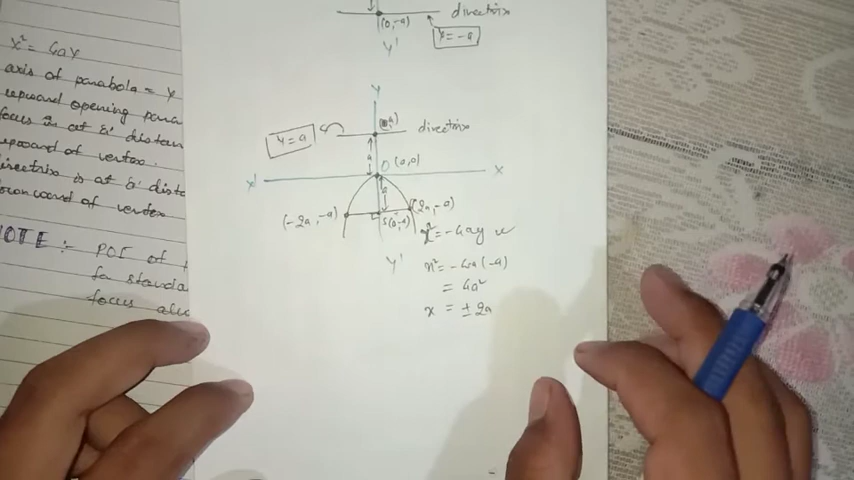 x² = 4ay
axis of parabola = Y
upward opening para
focus is at 'a' distan
upward of vertex.
directrix is at 'a' dista
downward of vertex
NOTE :- POI of
for standa
focus al
directrix
(0,-a)
Y = -a
Y'
Y
Y = a
directrix
a
O (0,0)
X'
X
a
(-2a, -a)
(2a, -a)
S(0,-a)
x² = -4ay
x² = -4a(-a)
= 4a²
x = ± 2a
Y'